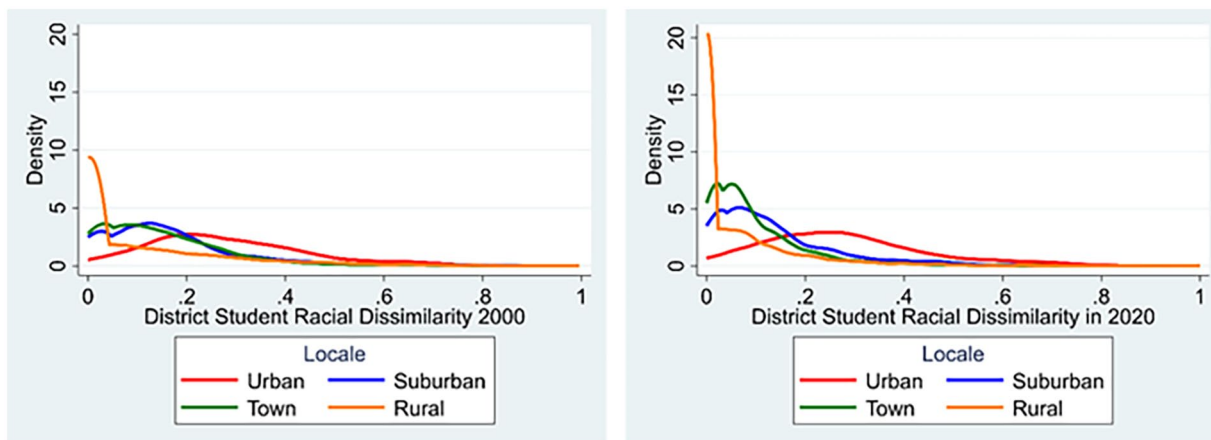 Density
20
15
10
5
0
0 .2 .4 .6 .8 1
District Student Racial Dissimilarity 2000
Locale
Urban Suburban
Town Rural
Density
20
15
10
5
0
0 .2 .4 .6 .8 1
District Student Racial Dissimilarity in 2020
Locale
Urban Suburban
Town Rural